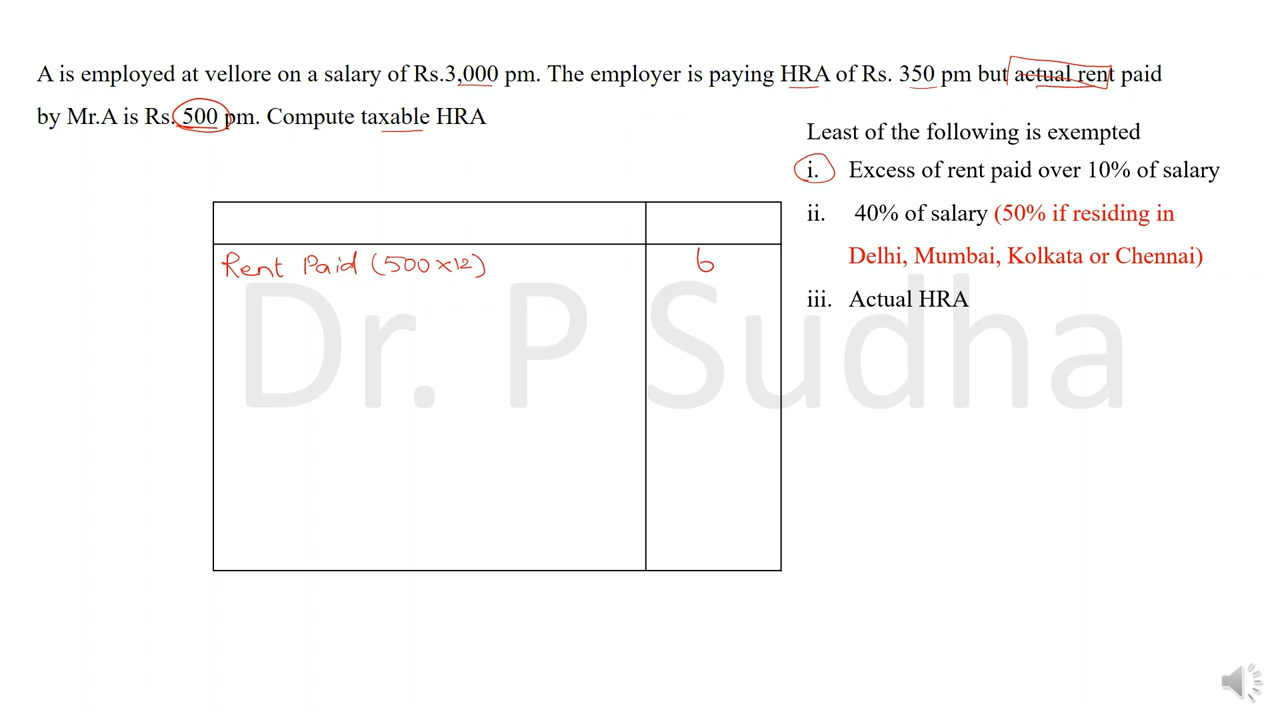 A is employed at vellore on a salary of Rs.3,000 pm. The employer is paying HRA of Rs. 350 pm but actual rent paid
by Mr.A is Rs. 500 pm. Compute taxable HRA
Least of the following is exempted
i. Excess of rent paid over 10% of salary
ii. 40% of salary (50% if residing in
Delhi, Mumbai, Kolkata or Chennai)
iii. Actual HRA
Rent Paid (500×12) 6
Dr. P Sudha